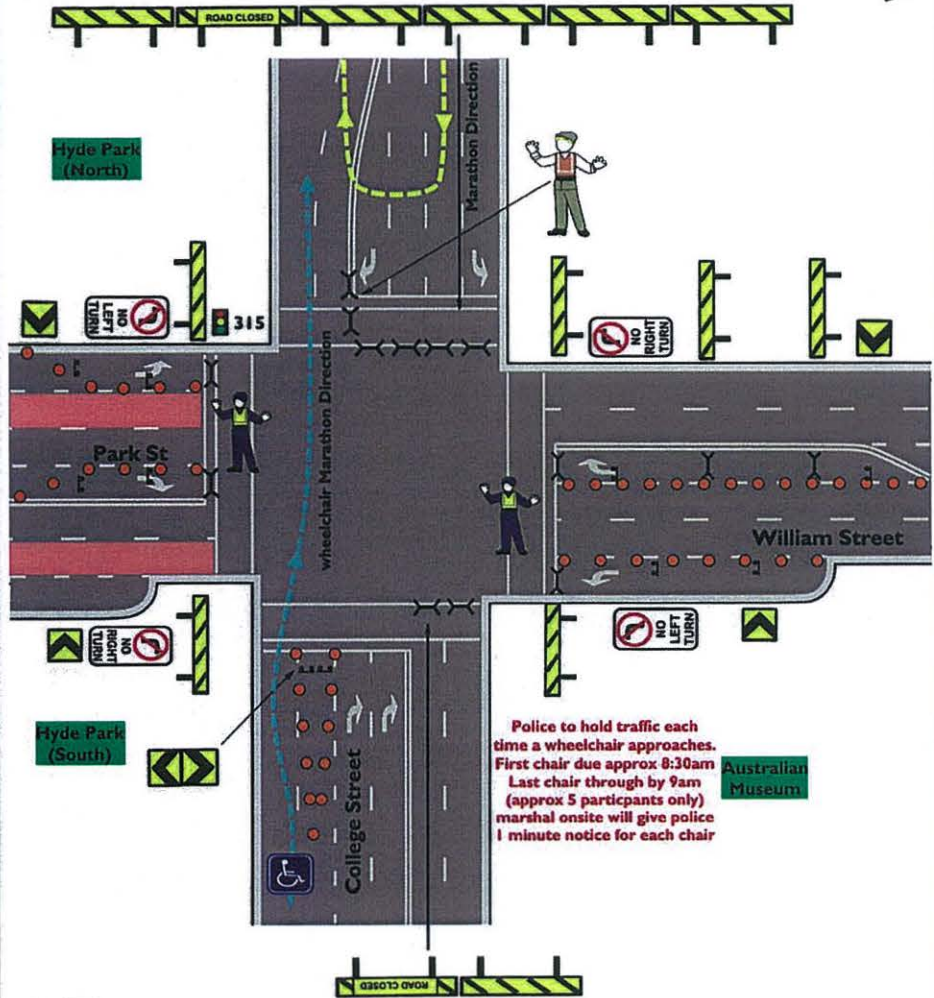 ROAD CLOSED
Hyde Park
(North)
Marathon Direction
NO
LEFT
TURN
315
NO
RIGHT
TURN
wheelchair Marathon Direction
Park St
William Street
NO
RIGHT
TURN
NO
LEFT
TURN
Hyde Park
(South)
College Street
Police to hold traffic each
time a wheelchair approaches.
First chair due approx 8:30am
Last chair through by 9am
(approx 5 particpants only)
marshal onsite will give police
1 minute notice for each chair
Australian
Museum
ROAD CLOSED